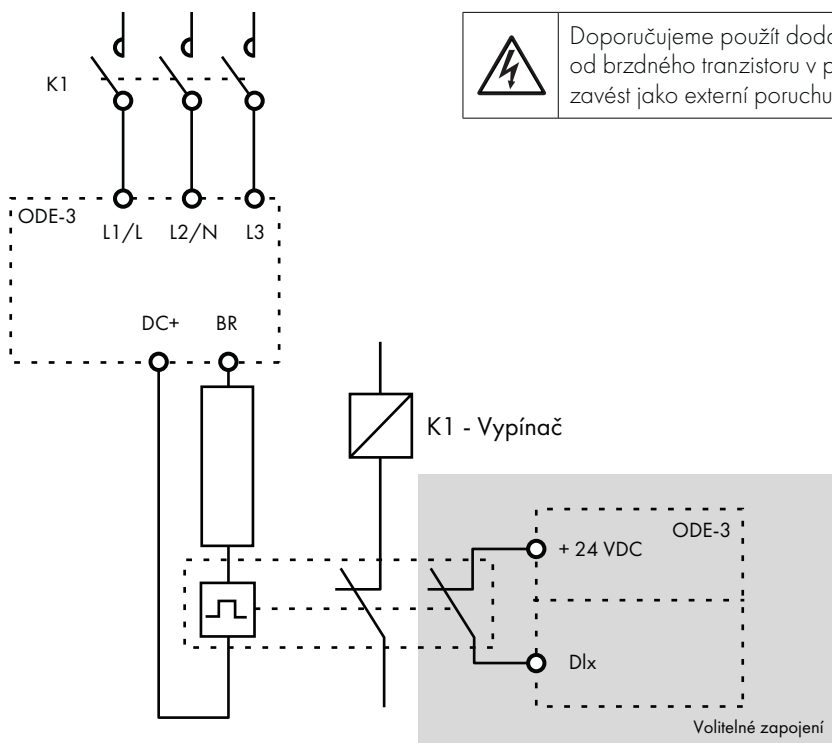 Doporučujeme použít
od brzdného tranzistoru v
zavést jako externí poruchu
K1
ODE-3
L1/L L2/N L3
DC+ BR
K1 - Vypínač
ODE-3
+ 24 VDC
DIx
Volitelné zapojení